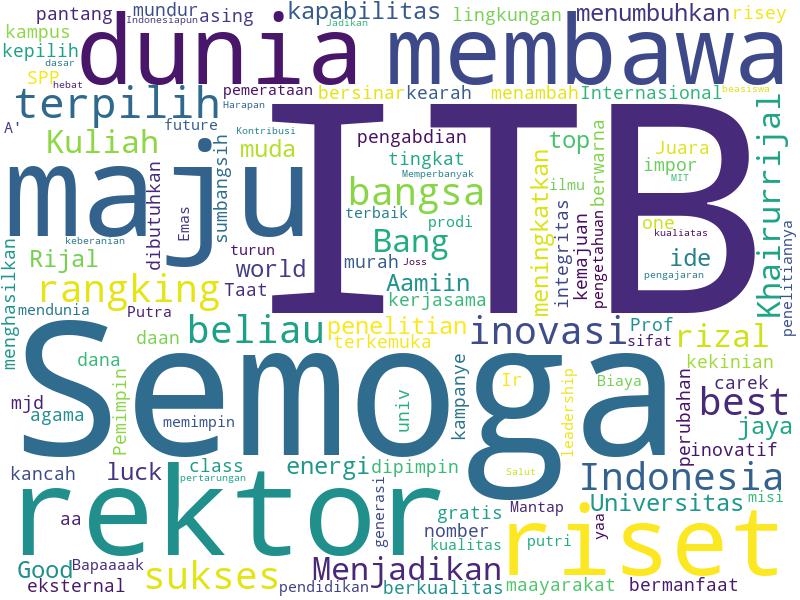 pantang mundur asing kapabilitas lingkungan menumbuhkan risey
Indonesiapun Jadikan
kampus
kepilih dunia membawa
dasar
SPP
hebat pemerataan bersinar kearah menambah Internasional beasiswa
terpilih Harapan
A' future Kontribusi
Kuliah muda pengabdian top Juara
maju sumbangsih tingkat ITB impor
dibutuhkan Emas Memperbanyak ilmu berwarna MIT
bangsa meningkatkan Khairurrijal
terbaik prodi integritas kemajuan pengetahuan one
keberanian turun Bang kualiatas penelitiannya
Rijal world murah Joss ide
menghasilkan rangking Taat Aamiin pengajaran
kerjasama
mendunia Putra
beliau penelitian inovasi Prof rizal
daan terkemuka sifat
Semoga kekinian
dana Pemimpin kampanye Ir leadership Biaya perubahan carek
mjd agama memimpin univ best
jaya
inovatif
kancah luck class energi dipimpin Indonesia
pertarungan Salut
rektor generasi gratis Mantap Universitas misi
aa nomber yaa riset
kualitas putri
Good Bapaaaak Menjadikan
eksternal sukses pendidikan berkualitas maayarakat bermanfaat